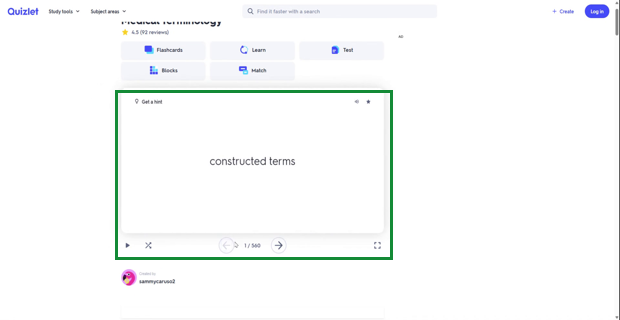 Quizlet
Study tools
Subject areas
Find it faster with a search
+ Create
Log in
Medical Terminology
4.5 (92 reviews)
AD
Flashcards
Learn
Test
Blocks
Match
Get a hint
constructed terms
1 / 560
Created by
sammycaruso2